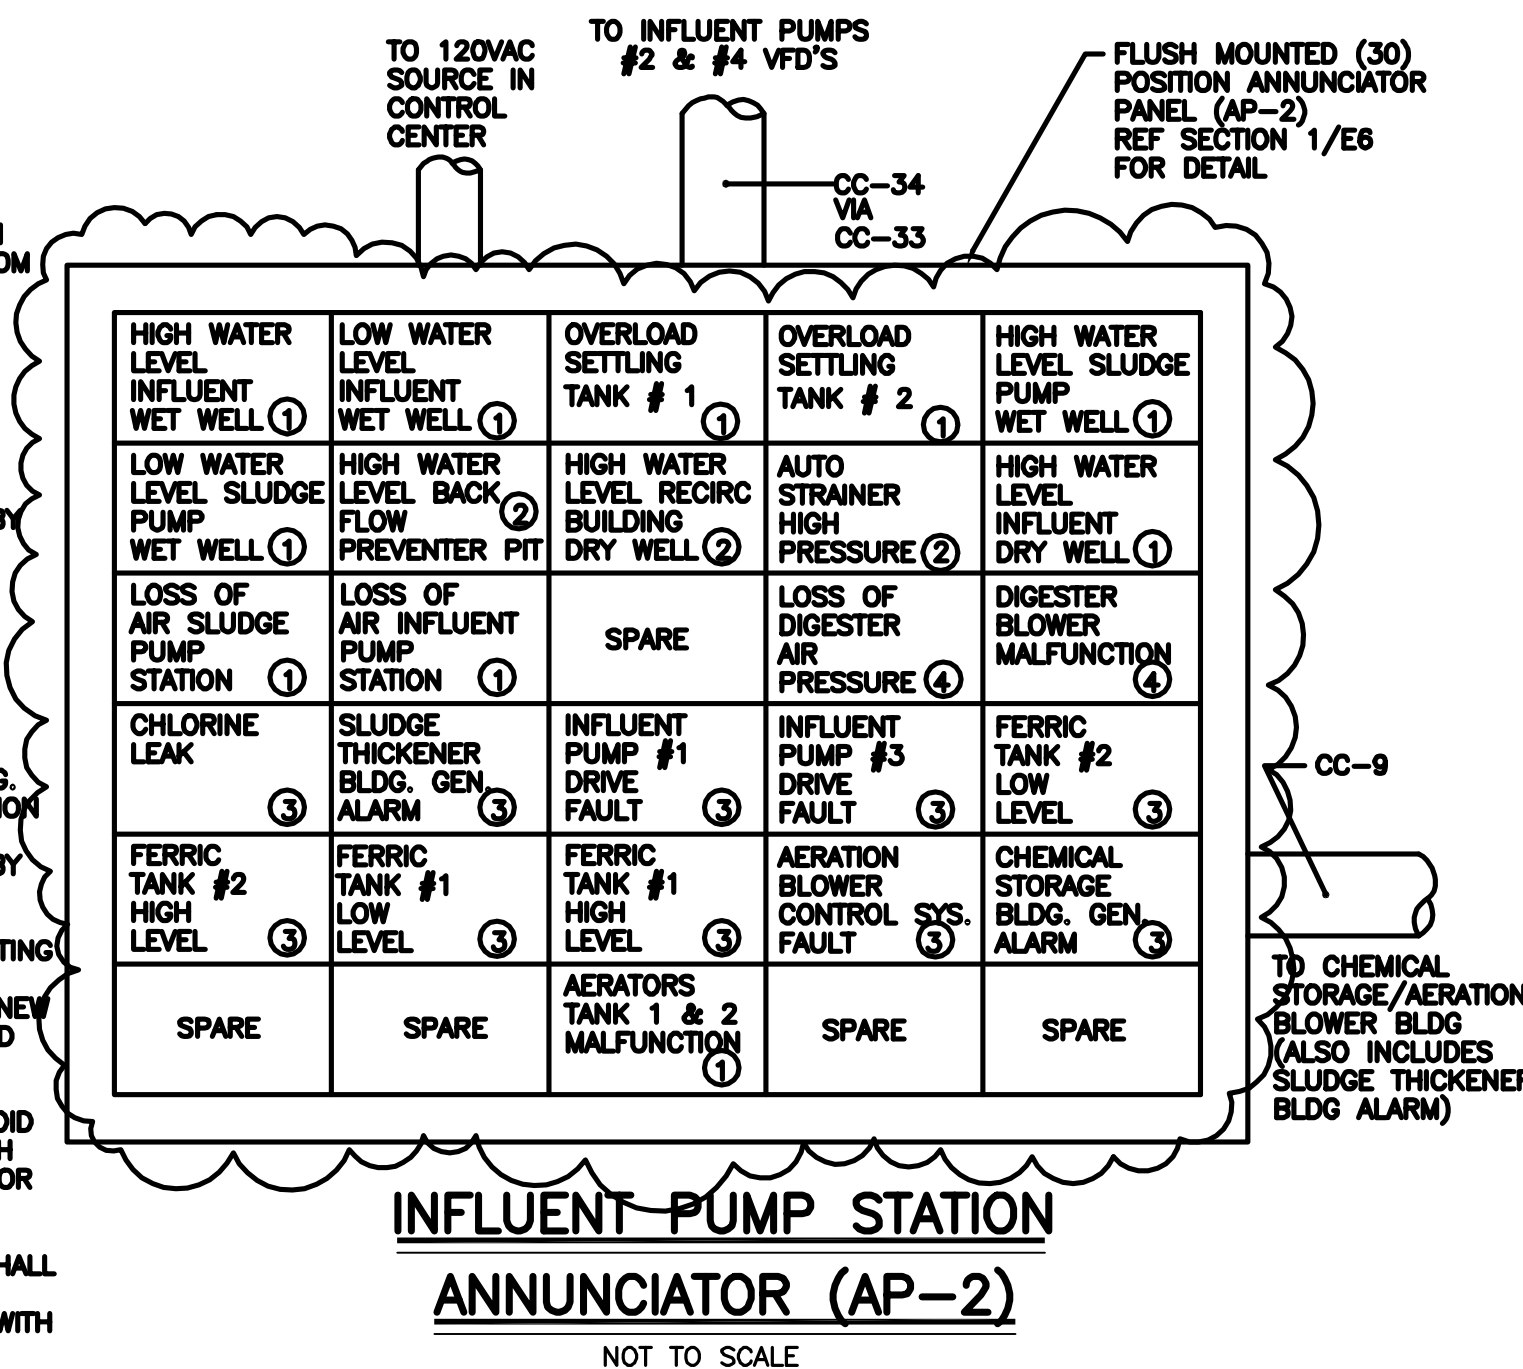 TO 120VAC
SOURCE IN
CONTROL
CENTER
TO INFLUENT PUMPS
#2 & #4 VFD'S
CC-34
VIA
CC-33
FLUSH MOUNTED (30)
POSITION ANNUNCIATOR
PANEL (AP-2)
REF SECTION 1/E6
FOR DETAIL
HIGH WATER
LEVEL
INFLUENT
WET WELL 1
LOW WATER
LEVEL
INFLUENT
WET WELL 1
OVERLOAD
SETTLING
TANK # 1
1
OVERLOAD
SETTLING
TANK # 2
1
HIGH WATER
LEVEL SLUDGE
PUMP
WET WELL 1
LOW WATER
LEVEL SLUDGE
PUMP
WET WELL 1
HIGH WATER
LEVEL BACK
FLOW 2
PREVENTER PIT
HIGH WATER
LEVEL RECIRC
BUILDING
DRY WELL 2
AUTO
STRAINER
HIGH
PRESSURE 2
HIGH WATER
LEVEL
INFLUENT
DRY WELL 1
LOSS OF
AIR SLUDGE
PUMP
STATION 1
LOSS OF
AIR INFLUENT
PUMP
STATION 1
SPARE
LOSS OF
DIGESTER
AIR
PRESSURE 4
DIGESTER
BLOWER
MALFUNCTION
4
CHLORINE
LEAK
3
SLUDGE
THICKENER
BLDG. GEN.
ALARM 3
INFLUENT
PUMP #1
DRIVE
FAULT 3
INFLUENT
PUMP #3
DRIVE
FAULT 3
FERRIC
TANK #2
LOW
LEVEL 3
FERRIC
TANK #2
HIGH
LEVEL 3
FERRIC
TANK #1
LOW
LEVEL 3
FERRIC
TANK #1
HIGH
LEVEL 3
AERATION
BLOWER
CONTROL SYS.
FAULT 3
CHEMICAL
STORAGE
BLDG. GEN.
ALARM 3
SPARE
SPARE
AERATORS
TANK 1 & 2
MALFUNCTION
1
SPARE
SPARE
CC-9
TO CHEMICAL
STORAGE/AERATION
BLOWER BLDG
(ALSO INCLUDES
SLUDGE THICKENER
BLDG ALARM)
BY
BY
NEW
WITH
INFLUENT PUMP STATION
ANNUNCIATOR (AP-2)
NOT TO SCALE